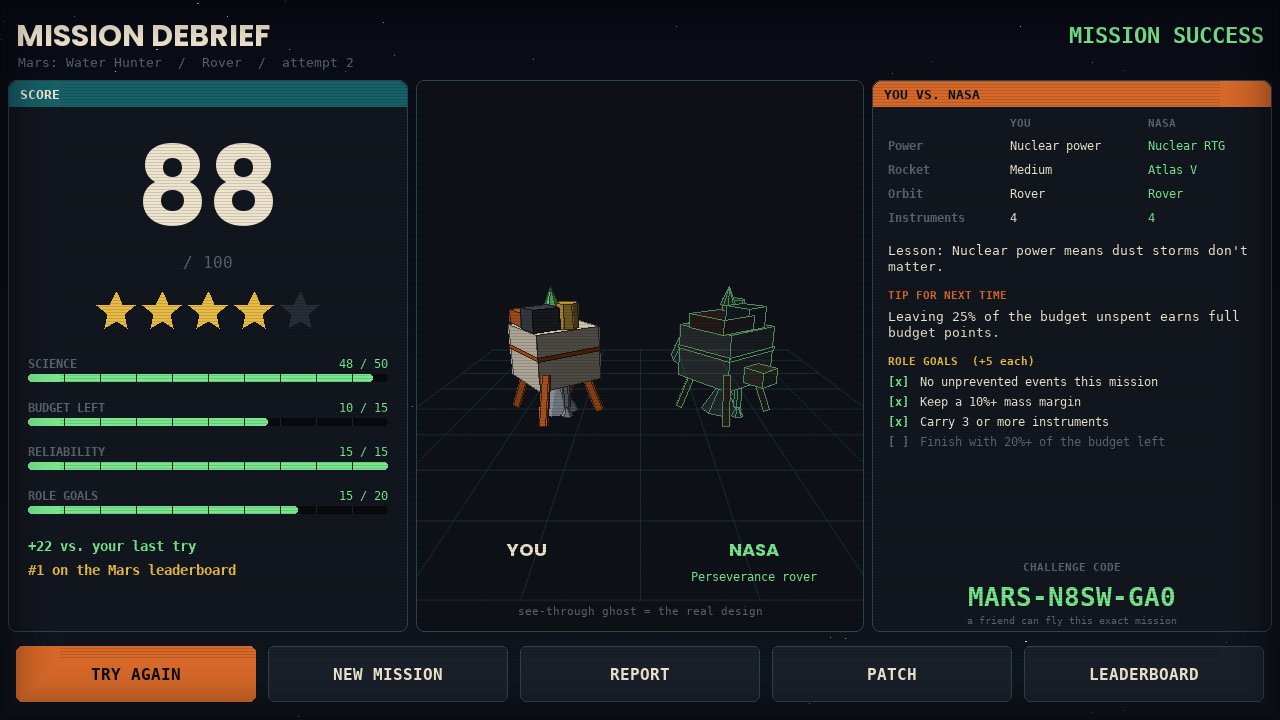 MISSION DEBRIEF
MISSION SUCCESS
Mars: Water Hunter / Rover / attempt 2
SCORE
88
/ 100
SCIENCE 48 / 50
BUDGET LEFT 10 / 15
RELIABILITY 15 / 15
ROLE GOALS 15 / 20
+22 vs. your last try
#1 on the Mars leaderboard
YOU
NASA
Perseverance rover
see-through ghost = the real design
YOU VS. NASA
YOU NASA
Power Nuclear power Nuclear RTG
Rocket Medium Atlas V
Orbit Rover Rover
Instruments 4 4
Lesson: Nuclear power means dust storms don't
matter.
TIP FOR NEXT TIME
Leaving 25% of the budget unspent earns full
budget points.
ROLE GOALS (+5 each)
[x] No unprevented events this mission
[x] Keep a 10%+ mass margin
[x] Carry 3 or more instruments
[ ] Finish with 20%+ of the budget left
CHALLENGE CODE
MARS-N8SW-GA0
a friend can fly this exact mission
TRY AGAIN
NEW MISSION
REPORT
PATCH
LEADERBOARD